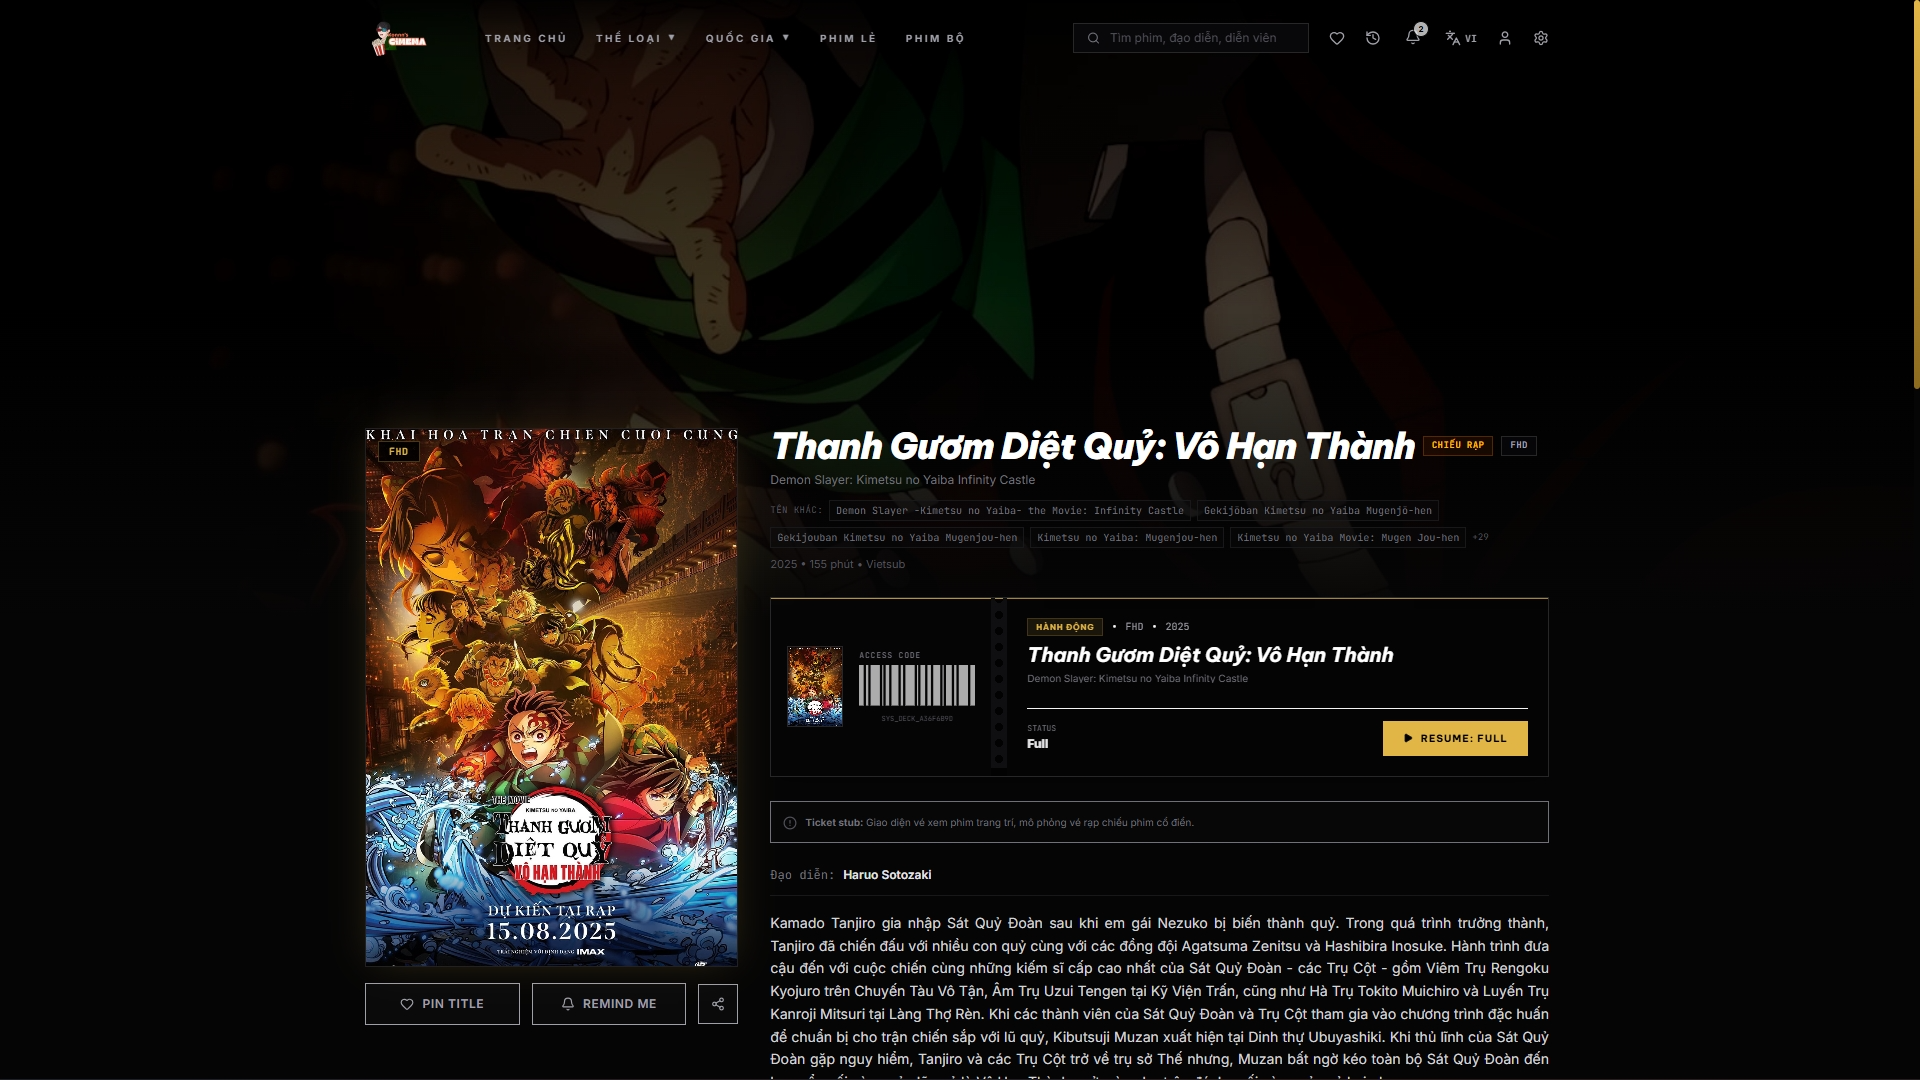 CINEMA
TRANG CHỦ
THỂ LOẠI ▼
QUỐC GIA ▼
PHIM LẺ
PHIM BỘ
Tìm phim, đạo diễn, diễn viên
2
VI
KHAI HỎA TRẬN CHIẾN CUỐI CÙNG
FHD
THE MOVIE
KIMETSU NO YAIBA
THANH GƯƠM
DIỆT QUỶ
VÔ HẠN THÀNH
DỰ KIẾN TẠI RẠP
15.08.2025
TRẢI NGHIỆM VỚI ĐỊNH DẠNG IMAX
PIN TITLE
REMIND ME
Thanh Gươm Diệt Quỷ: Vô Hạn Thành CHIẾU RẠP FHD
Demon Slayer: Kimetsu no Yaiba Infinity Castle
TÊN KHÁC: Demon Slayer -Kimetsu no Yaiba- the Movie: Infinity Castle Gekijōban Kimetsu no Yaiba Mugenjō-hen
Gekijouban Kimetsu no Yaiba Mugenjou-hen Kimetsu no Yaiba: Mugenjou-hen Kimetsu no Yaiba Movie: Mugen Jou-hen +29
2025 • 155 phút • Vietsub
ACCESS CODE
HÀNH ĐỘNG • FHD • 2025
Thanh Gươm Diệt Quỷ: Vô Hạn Thành
Demon Slayer: Kimetsu no Yaiba Infinity Castle
STATUS
Full
RESUME: FULL
Ticket stub: Giao diện vé xem phim trang trí, mô phỏng vé rạp chiếu phim cổ điển.
Đạo diễn: Haruo Sotozaki
Kamado Tanjiro gia nhập Sát Quỷ Đoàn sau khi em gái Nezuko bị biến thành quỷ. Trong quá trình trưởng thành,
Tanjiro đã chiến đấu với nhiều con quỷ cùng với các đồng đội Agatsuma Zenitsu và Hashibira Inosuke. Hành trình đưa
cậu đến với cuộc chiến cùng những kiếm sĩ cấp cao nhất của Sát Quỷ Đoàn - các Trụ Cột - gồm Viêm Trụ Rengoku
Kyojuro trên Chuyến Tàu Vô Tận, Âm Trụ Uzui Tengen tại Kỹ Viện Trấn, cũng như Hà Trụ Tokito Muichiro và Luyến Trụ
Kanroji Mitsuri tại Làng Thợ Rèn. Khi các thành viên của Sát Quỷ Đoàn và Trụ Cột tham gia vào chương trình đặc huấn
để chuẩn bị cho trận chiến sắp với lũ quỷ, Kibutsuji Muzan xuất hiện tại Dinh thự Ubuyashiki. Khi thủ lĩnh của Sát Quỷ
Đoàn gặp nguy hiểm, Tanjiro và các Trụ Cột trở về trụ sở Thế nhưng, Muzan bất ngờ kéo toàn bộ Sát Quỷ Đoàn đến